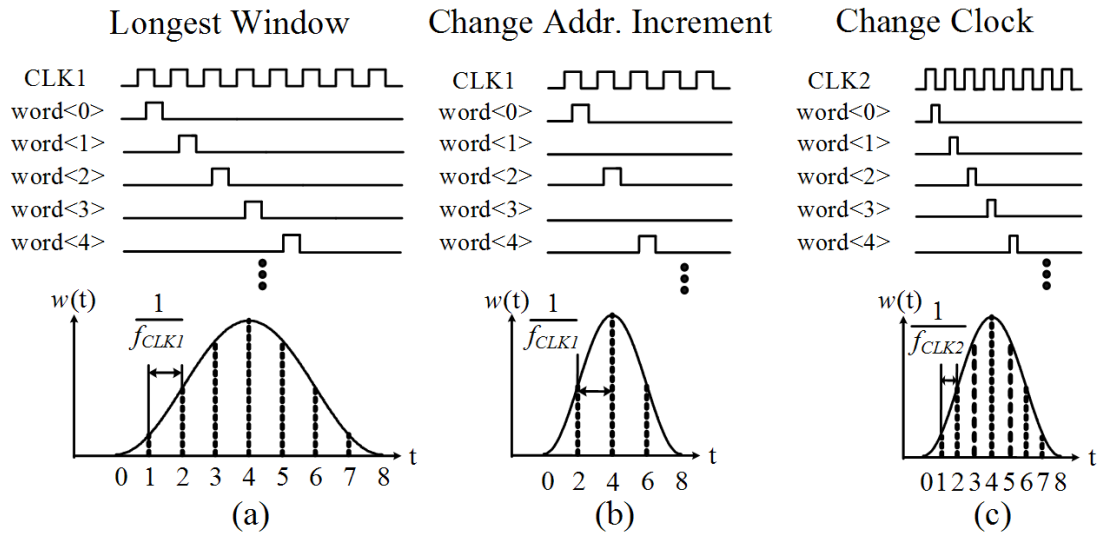 Longest Window
CLK1
word<0>
word<1>
word<2>
word<3>
word<4>
w(t)
1
fCLK1
t
0 1 2 3 4 5 6 7 8
(a)
Change Addr. Increment
CLK1
word<0>
word<1>
word<2>
word<3>
word<4>
w(t)
1
fCLK1
t
0 2 4 6 8
(b)
Change Clock
CLK2
word<0>
word<1>
word<2>
word<3>
word<4>
w(t)
1
fCLK2
t
0 1 2 3 4 5 6 7 8
(c)